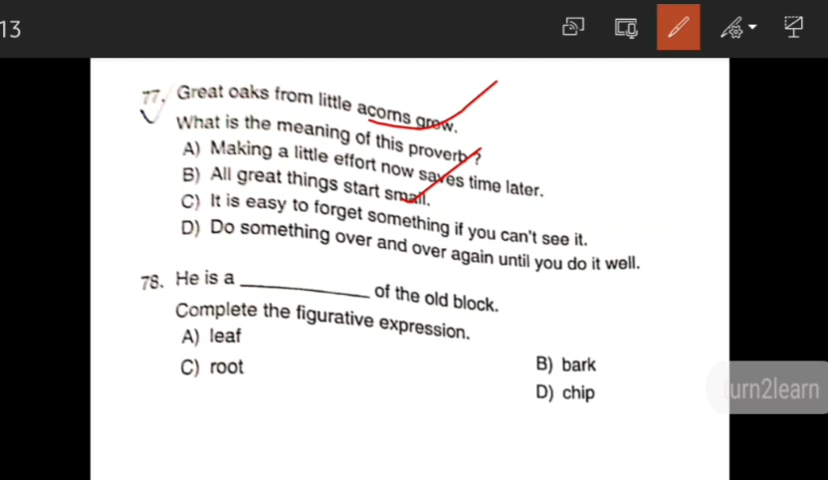 13
77. Great oaks from little acorns grow.
What is the meaning of this proverb?
A) Making a little effort now saves time later.
B) All great things start small.
C) It is easy to forget something if you can't see it.
D) Do something over and over again until you do it well.
78. He is a ____________ of the old block.
Complete the figurative expression.
A) leaf
B) bark
C) root
D) chip
urn2learn